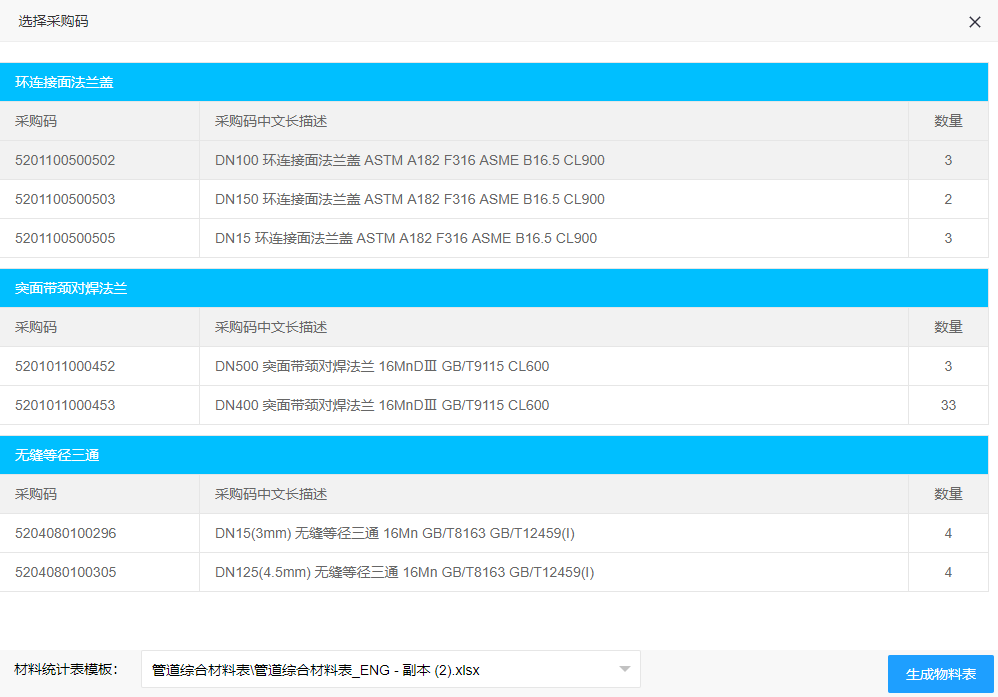 选择采购码
环连接面法兰盖
采购码 采购码中文长描述 数量
5201100500502 DN100 环连接面法兰盖 ASTM A182 F316 ASME B16.5 CL900 3
5201100500503 DN150 环连接面法兰盖 ASTM A182 F316 ASME B16.5 CL900 2
5201100500505 DN15 环连接面法兰盖 ASTM A182 F316 ASME B16.5 CL900 3
突面带颈对焊法兰
采购码 采购码中文长描述 数量
5201011000452 DN500 突面带颈对焊法兰 16MnDⅢ GB/T9115 CL600 3
5201011000453 DN400 突面带颈对焊法兰 16MnDⅢ GB/T9115 CL600 33
无缝等径三通
采购码 采购码中文长描述 数量
5204080100296 DN15(3mm) 无缝等径三通 16Mn GB/T8163 GB/T12459(I) 4
5204080100305 DN125(4.5mm) 无缝等径三通 16Mn GB/T8163 GB/T12459(I) 4
材料统计表模板： 管道综合材料表\管道综合材料表_ENG - 副本 (2).xlsx
生成物料表